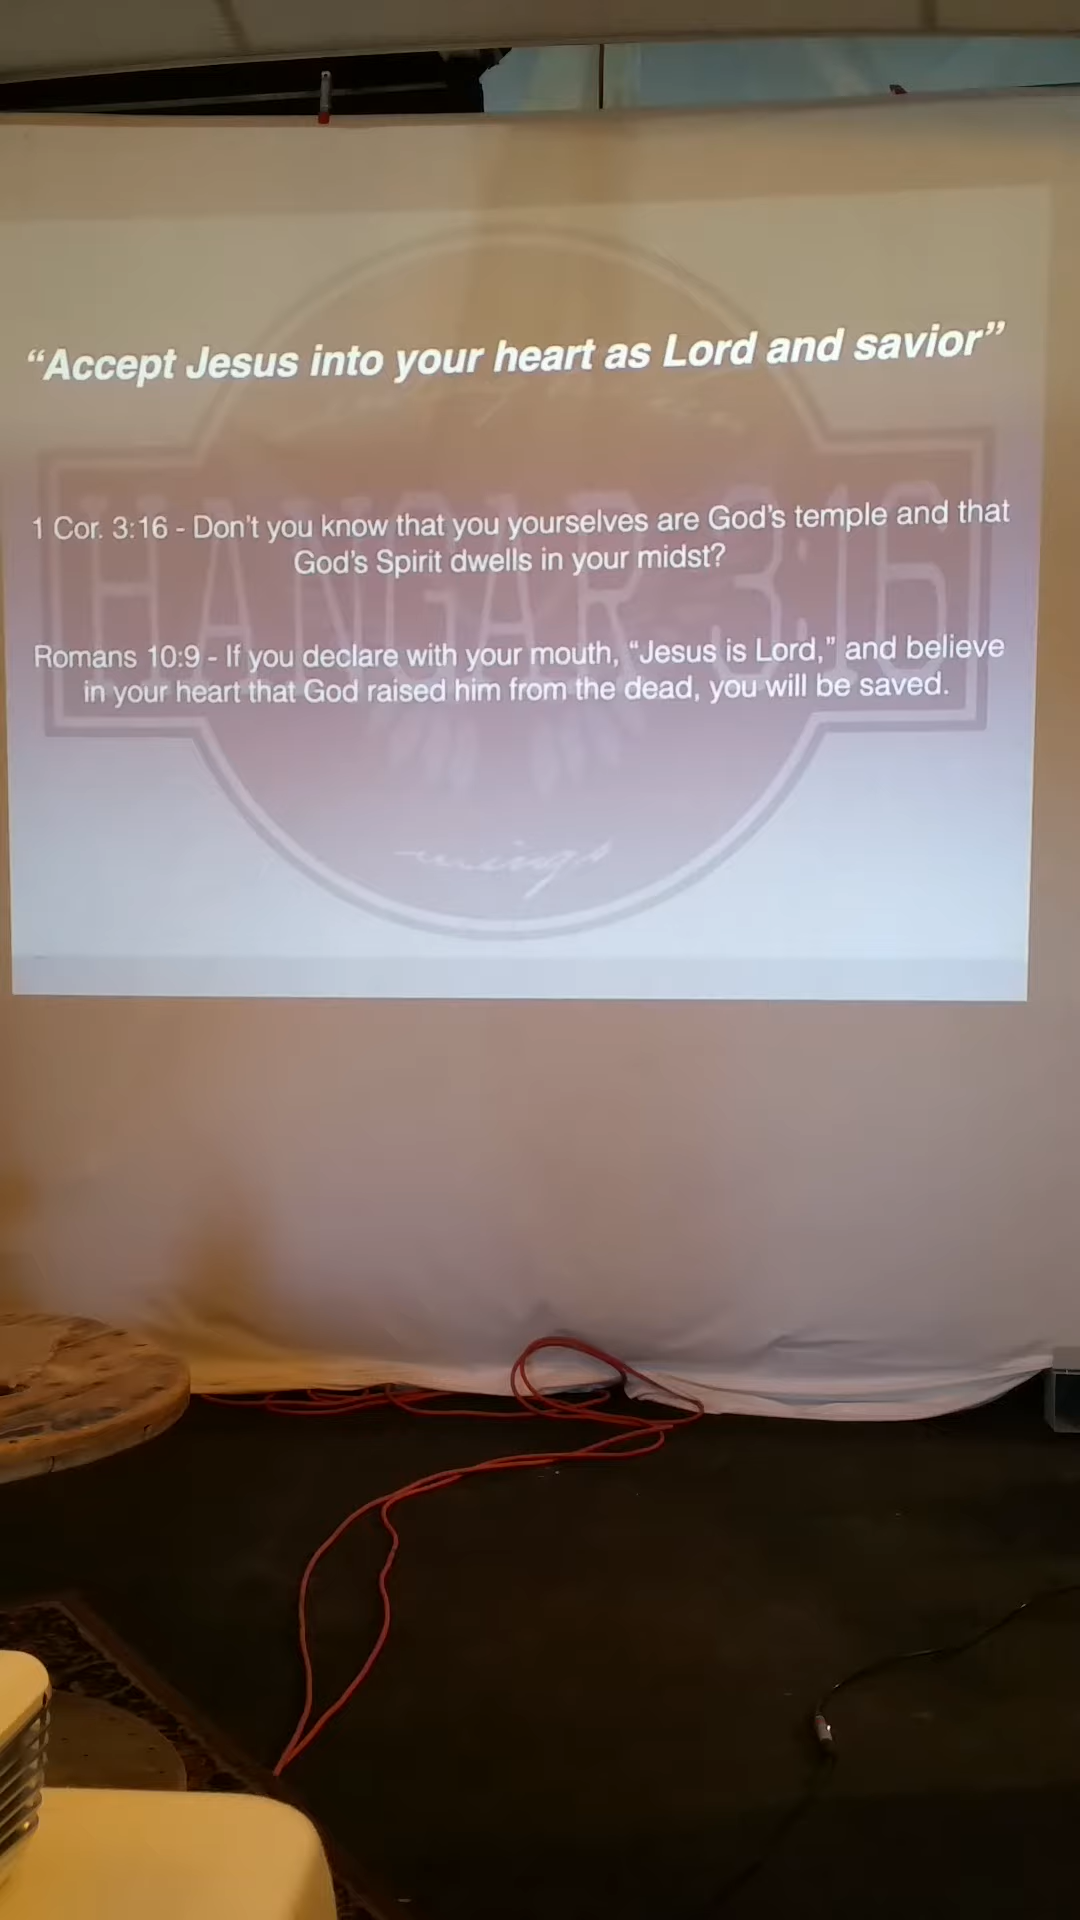 “Accept Jesus into your heart as Lord and savior”
HANGAR 3:16
1 Cor. 3:16 - Don't you know that you yourselves are God's temple and that
God's Spirit dwells in your midst?
Romans 10:9 - If you declare with your mouth, “Jesus is Lord,” and believe
in your heart that God raised him from the dead, you will be saved.
wings